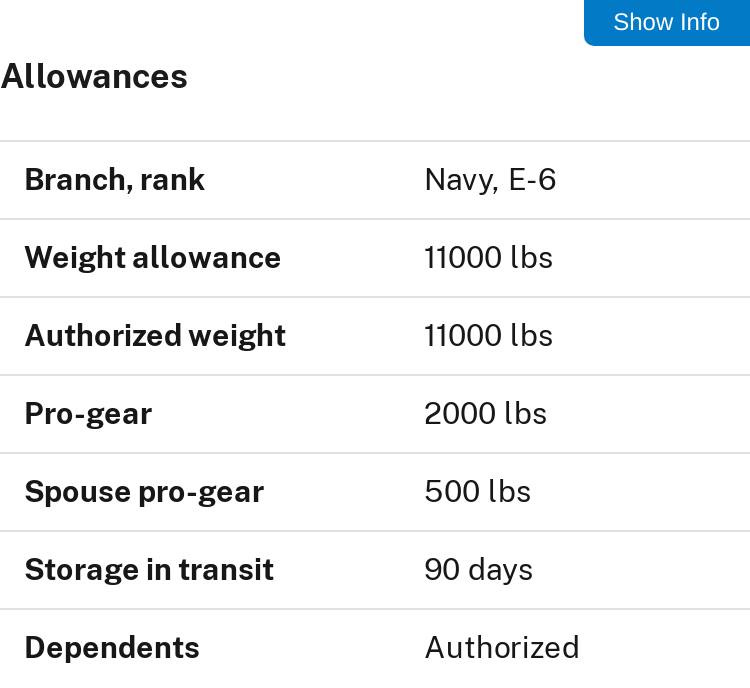 Show Info
Allowances
Branch, rank Navy, E-6
Weight allowance 11000 lbs
Authorized weight 11000 lbs
Pro-gear 2000 lbs
Spouse pro-gear 500 lbs
Storage in transit 90 days
Dependents Authorized